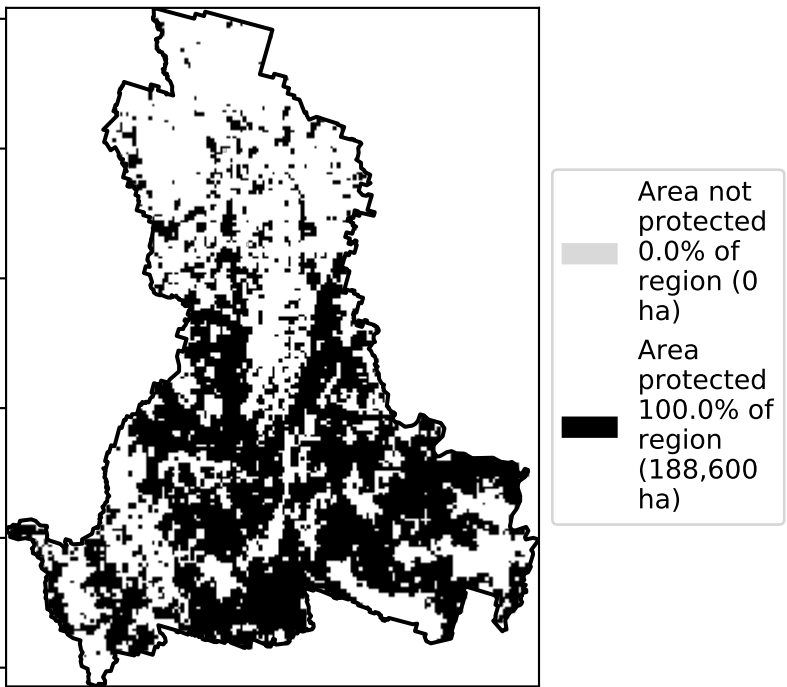 Area not
protected
0.0% of
region (0
ha)
Area
protected
100.0% of
region
(188,600
ha)